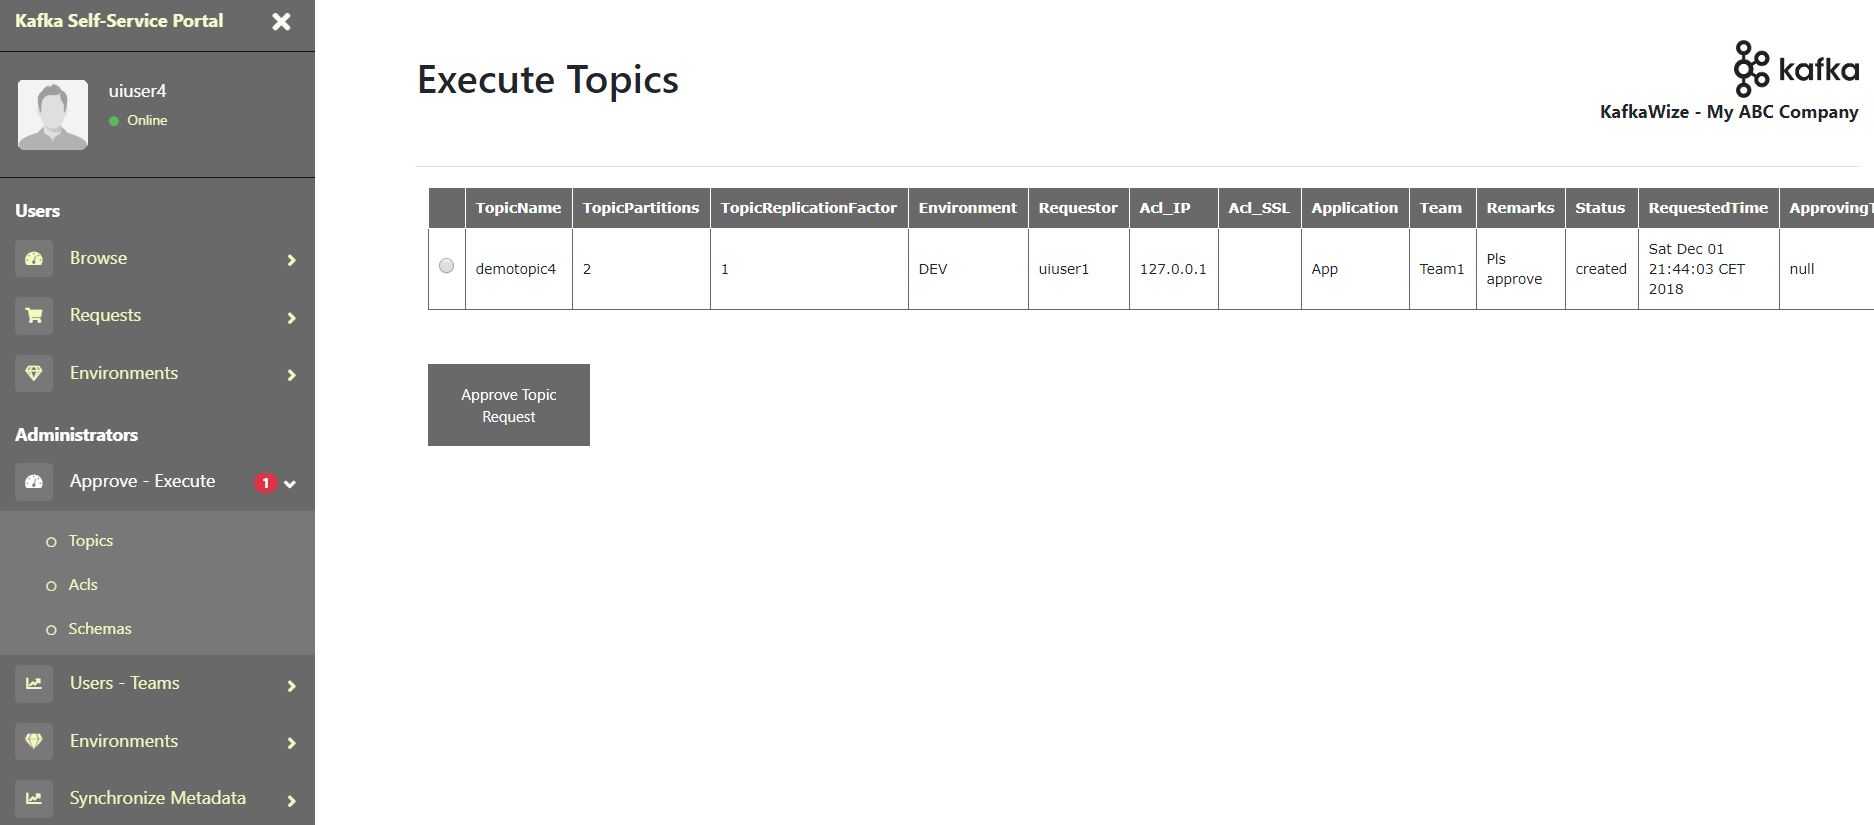 Kafka Self-Service Portal
uiuser4
Online
Users
Browse
Requests
Environments
Administrators
Approve - Execute 1
Topics
Acls
Schemas
Users - Teams
Environments
Synchronize Metadata
Execute Topics
kafka
KafkaWize - My ABC Company
TopicName TopicPartitions TopicReplicationFactor Environment Requestor Acl_IP Acl_SSL Application Team Remarks Status RequestedTime
demotopic4 2 1 DEV uiuser1 127.0.0.1 App Team1 Pls approve created Sat Dec 01 21:44:03 CET 2018 null
Approve Topic
Request